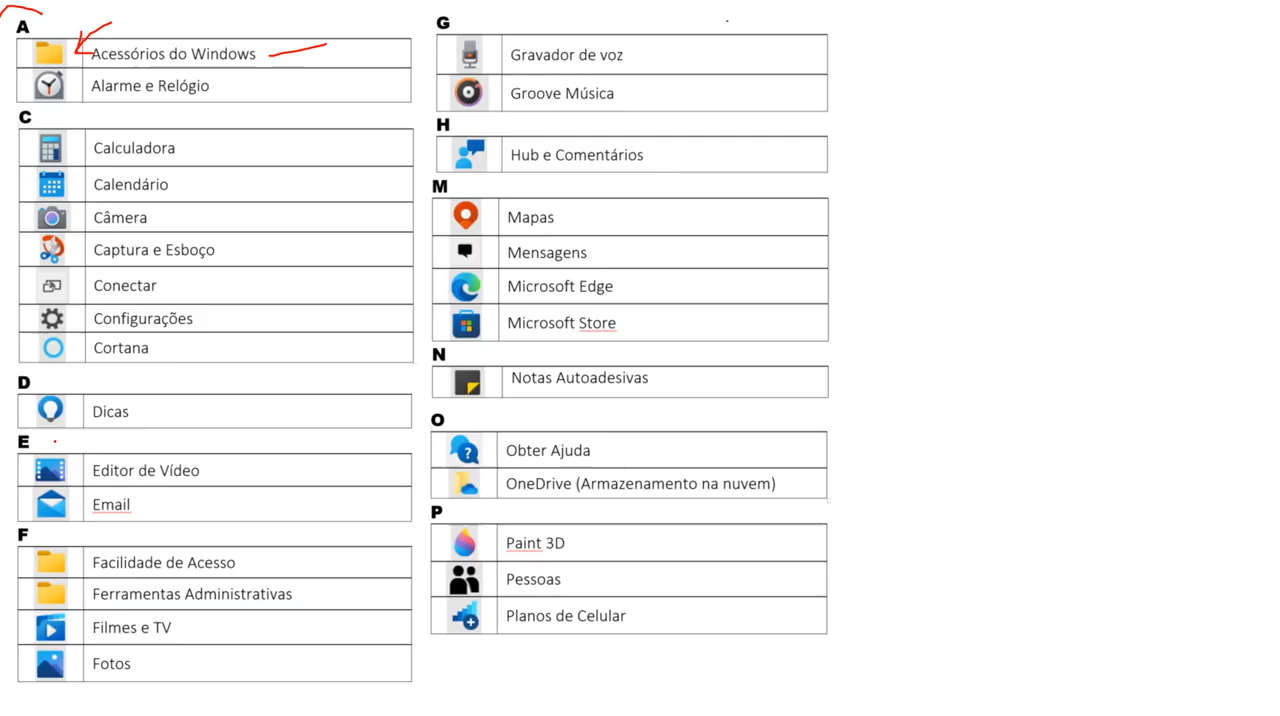 A
Acessórios do Windows
Alarme e Relógio
C
Calculadora
Calendário
Câmera
Captura e Esboço
Conectar
Configurações
Cortana
D
Dicas
E
Editor de Vídeo
Email
F
Facilidade de Acesso
Ferramentas Administrativas
Filmes e TV
Fotos
G
Gravador de voz
Groove Música
H
Hub e Comentários
M
Mapas
Mensagens
Microsoft Edge
Microsoft Store
N
Notas Autoadesivas
O
Obter Ajuda
OneDrive (Armazenamento na nuvem)
P
Paint 3D
Pessoas
Planos de Celular